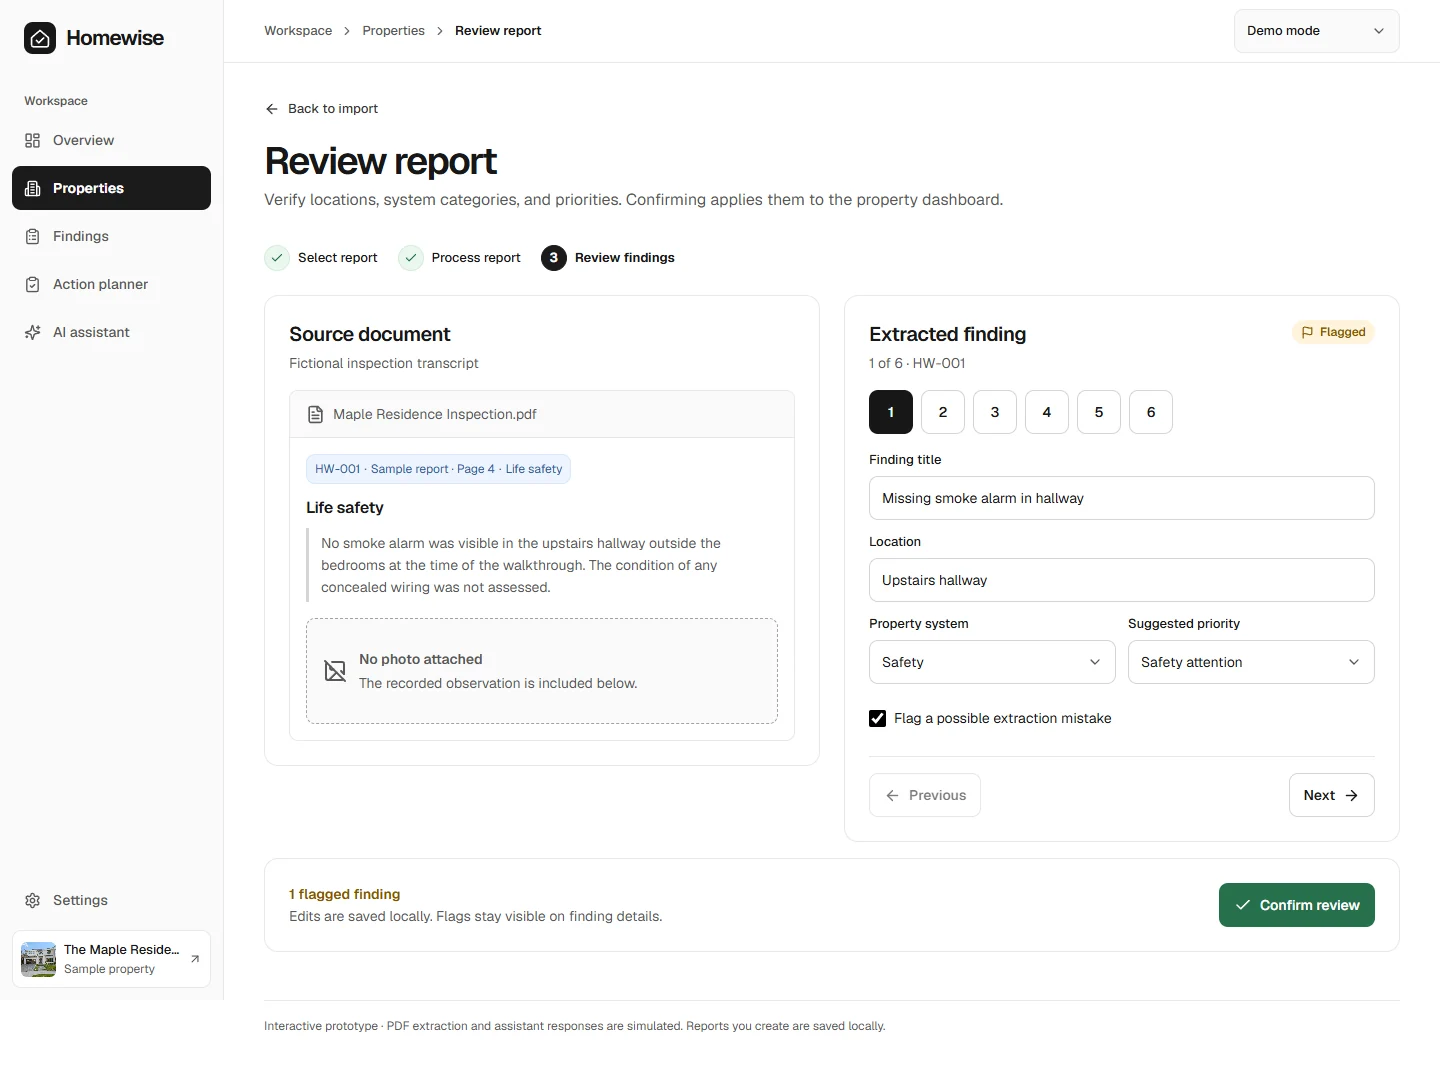 Homewise
Workspace
Overview
Properties
Findings
Action planner
AI assistant
Settings
The Maple Reside...
Sample property
Workspace > Properties > Review report
Demo mode
Back to import
Review report
Verify locations, system categories, and priorities. Confirming applies them to the property dashboard.
Select report
Process report
3 Review findings
Source document
Fictional inspection transcript
Maple Residence Inspection.pdf
HW-001 · Sample report · Page 4 · Life safety
Life safety
No smoke alarm was visible in the upstairs hallway outside the
bedrooms at the time of the walkthrough. The condition of any
concealed wiring was not assessed.
No photo attached
The recorded observation is included below.
Extracted finding
Flagged
1 of 6 · HW-001
1 2 3 4 5 6
Finding title
Missing smoke alarm in hallway
Location
Upstairs hallway
Property system
Suggested priority
Safety
Safety attention
Flag a possible extraction mistake
Previous
Next
1 flagged finding
Edits are saved locally. Flags stay visible on finding details.
Confirm review
Interactive prototype · PDF extraction and assistant responses are simulated. Reports you create are saved locally.